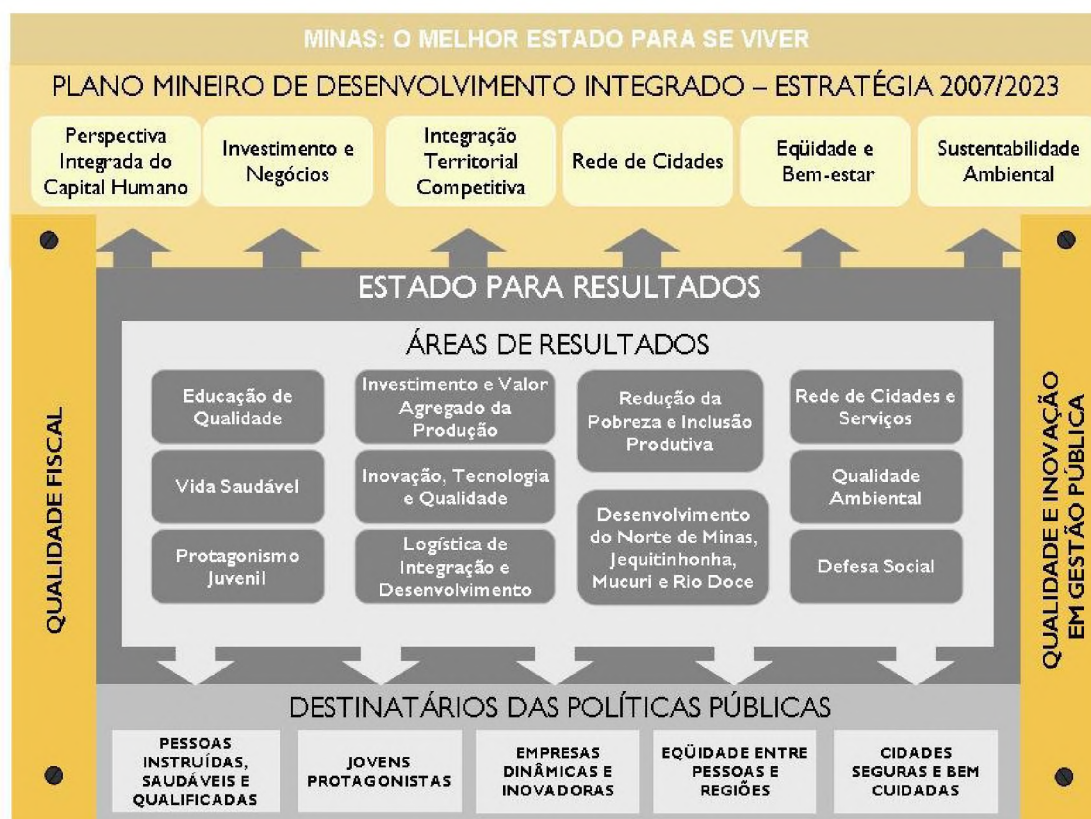 MINAS: O MELHOR ESTADO PARA SE VIVER
PLANO MINEIRO DE DESENVOLVIMENTO INTEGRADO – ESTRATÉGIA 2007/2023
Perspectiva
Integrada do
Capital Humano
Investimento e
Negócios
Integração
Territorial
Competitiva
Rede de Cidades
Eqüidade e
Bem-estar
Sustentabilidade
Ambiental
QUALIDADE FISCAL
ESTADO PARA RESULTADOS
ÁREAS DE RESULTADOS
Educação de
Qualidade
Vida Saudável
Protagonismo
Juvenil
Investimento e Valor
Agregado da
Produção
Inovação, Tecnologia
e Qualidade
Logística de
Integração e
Desenvolvimento
Redução da
Pobreza e Inclusão
Produtiva
Desenvolvimento
do Norte de Minas,
Jequitinhonha,
Mucuri e Rio Doce
Rede de Cidades e
Serviços
Qualidade
Ambiental
Defesa Social
QUALIDADE E INOVAÇÃO
EM GESTÃO PÚBLICA
DESTINATÁRIOS DAS POLÍTICAS PÚBLICAS
PESSOAS
INSTRUÍDAS,
SAUDÁVEIS E
QUALIFICADAS
JOVENS
PROTAGONISTAS
EMPRESAS
DINÂMICAS E
INOVADORAS
EQÜIDADE ENTRE
PESSOAS E
REGIÕES
CIDADES
SEGURAS E BEM
CUIDADAS